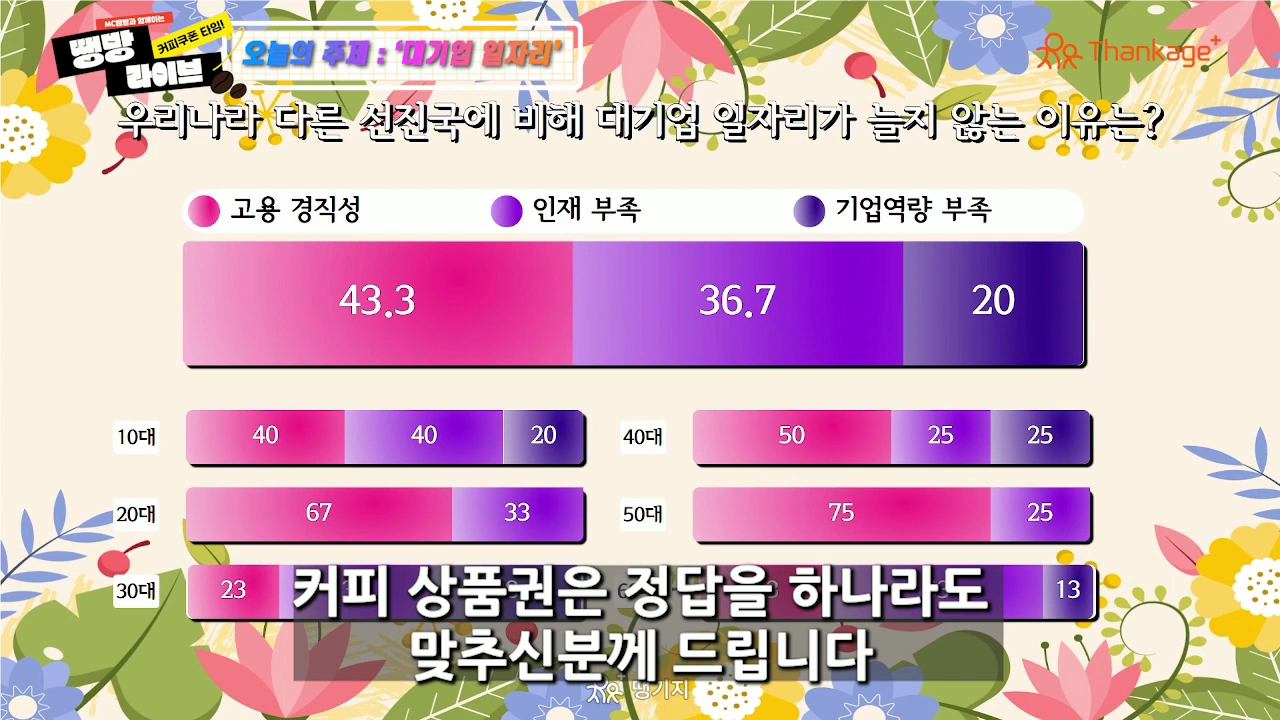 MC땡방과 함께하는
땡방
커피쿠폰 타임!
라이브
오늘의 주제 : ‘대기업 일자리’
Thankage+
우리나라 다른 선진국에 비해 대기업 일자리가 늘지 않는 이유는?
고용 경직성 인재 부족 기업역량 부족
43.3 36.7 20
10대 40 40 20
40대 50 25 25
20대 67 33
50대 75 25
30대 23
13
커피 상품권은 정답을 하나라도
맞추신분께 드립니다
땡기지